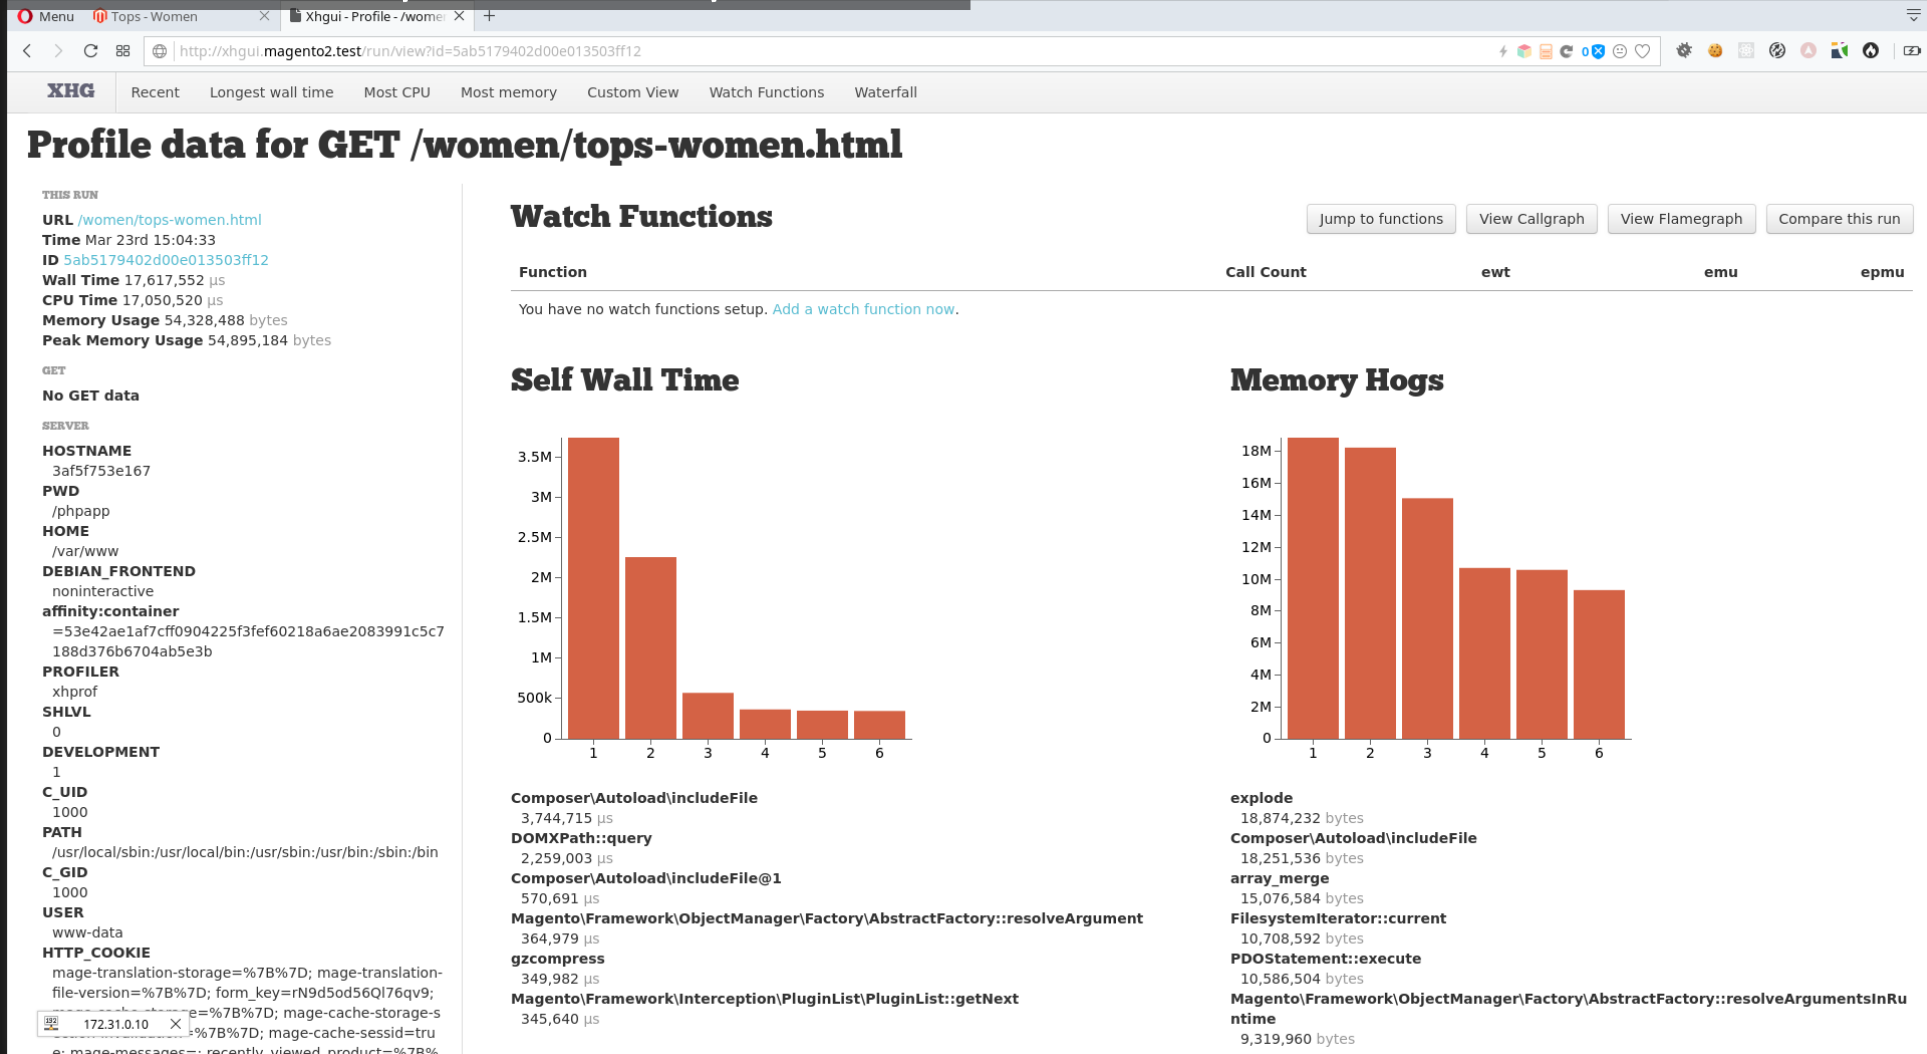 Menu
Tops - Women
Xhgui - Profile - /wome
http://xhgui.magento2.test/run/view?id=5ab5179402d00e013503ff12
0
XHG
Recent
Longest wall time
Most CPU
Most memory
Custom View
Watch Functions
Waterfall
Profile data for GET /women/tops-women.html
THIS RUN
URL /women/tops-women.html
Time Mar 23rd 15:04:33
ID 5ab5179402d00e013503ff12
Wall Time 17,617,552 µs
CPU Time 17,050,520 µs
Memory Usage 54,328,488 bytes
Peak Memory Usage 54,895,184 bytes
GET
No GET data
SERVER
HOSTNAME
3af5f753e167
PWD
/phpapp
HOME
/var/www
DEBIAN_FRONTEND
noninteractive
affinity:container
=53e42ae1af7cff0904225f3fef60218a6ae2083991c5c7
188d376b6704ab5e3b
PROFILER
xhprof
SHLVL
0
DEVELOPMENT
1
C_UID
1000
PATH
/usr/local/sbin:/usr/local/bin:/usr/sbin:/usr/bin:/sbin:/bin
C_GID
1000
USER
www-data
HTTP_COOKIE
mage-translation-storage=%7B%7D; mage-translation-
file-version=%7B%7D; form_key=rN9d5od56Ql76qv9;
%7B%7D; mage-cache-storage-s
=%7B%7D; mage-cache-sessid=tru
e; mage-messages=; recently_viewed_product=%7B%
172.31.0.10
Watch Functions
Jump to functions
View Callgraph
View Flamegraph
Compare this run
Function
Call Count
ewt
emu
epmu
You have no watch functions setup. Add a watch function now.
Self Wall Time
3.5M
3M
2.5M
2M
1.5M
1M
500k
0
1
2
3
4
5
6
Composer\Autoload\includeFile
3,744,715 µs
DOMXPath::query
2,259,003 µs
Composer\Autoload\includeFile@1
570,691 µs
Magento\Framework\ObjectManager\Factory\AbstractFactory::resolveArgument
364,979 µs
gzcompress
349,982 µs
Magento\Framework\Interception\PluginList\PluginList::getNext
345,640 µs
Memory Hogs
18M
16M
14M
12M
10M
8M
6M
4M
2M
0
1
2
3
4
5
6
explode
18,874,232 bytes
Composer\Autoload\includeFile
18,251,536 bytes
array_merge
15,076,584 bytes
FilesystemIterator::current
10,708,592 bytes
PDOStatement::execute
10,586,504 bytes
Magento\Framework\ObjectManager\Factory\AbstractFactory::resolveArgumentsInRu
ntime
9,319,960 bytes